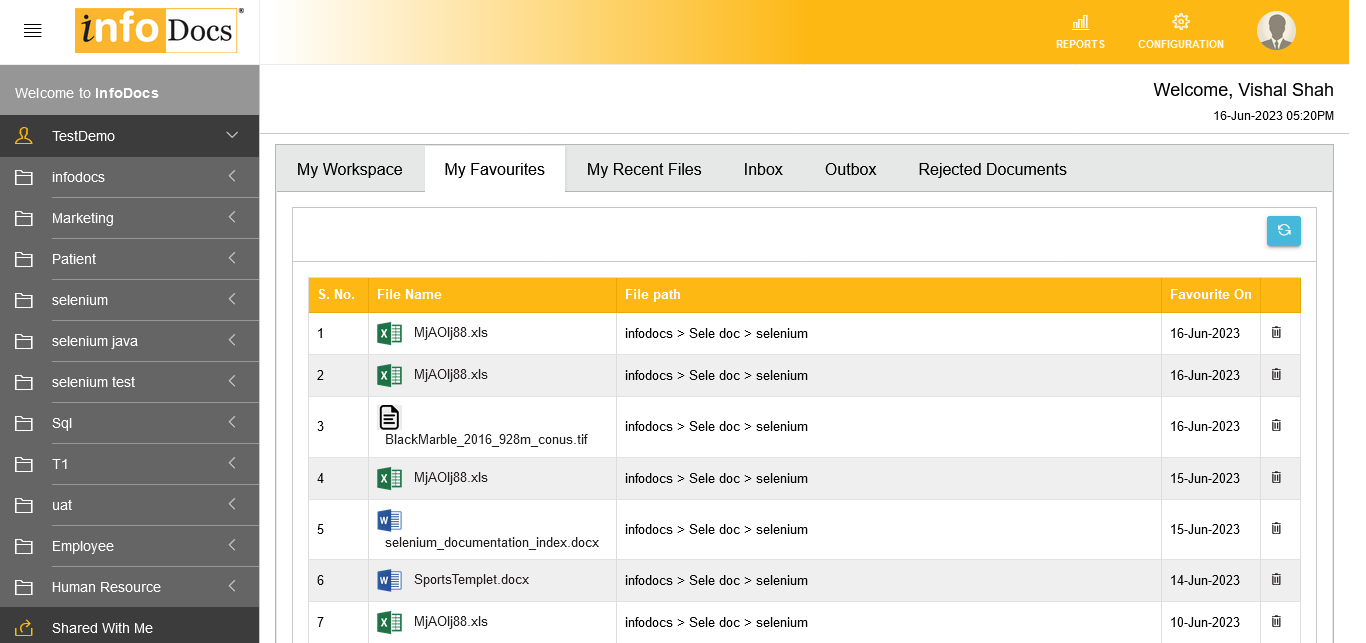 info Docs®
REPORTS
CONFIGURATION
Welcome to InfoDocs
Welcome, Vishal Shah
16-Jun-2023 05:20PM
TestDemo
infodocs
Marketing
Patient
selenium
selenium java
selenium test
Sql
T1
uat
Employee
Human Resource
Shared With Me
My Workspace My Favourites My Recent Files Inbox Outbox Rejected Documents
S. No. File Name File path Favourite On
1 MjAOIj88.xls infodocs > Sele doc > selenium 16-Jun-2023
2 MjAOIj88.xls infodocs > Sele doc > selenium 16-Jun-2023
3 BlackMarble_2016_928m_conus.tif infodocs > Sele doc > selenium 16-Jun-2023
4 MjAOIj88.xls infodocs > Sele doc > selenium 15-Jun-2023
5 selenium_documentation_index.docx infodocs > Sele doc > selenium 15-Jun-2023
6 SportsTemplet.docx infodocs > Sele doc > selenium 14-Jun-2023
7 MjAOIj88.xls infodocs > Sele doc > selenium 10-Jun-2023